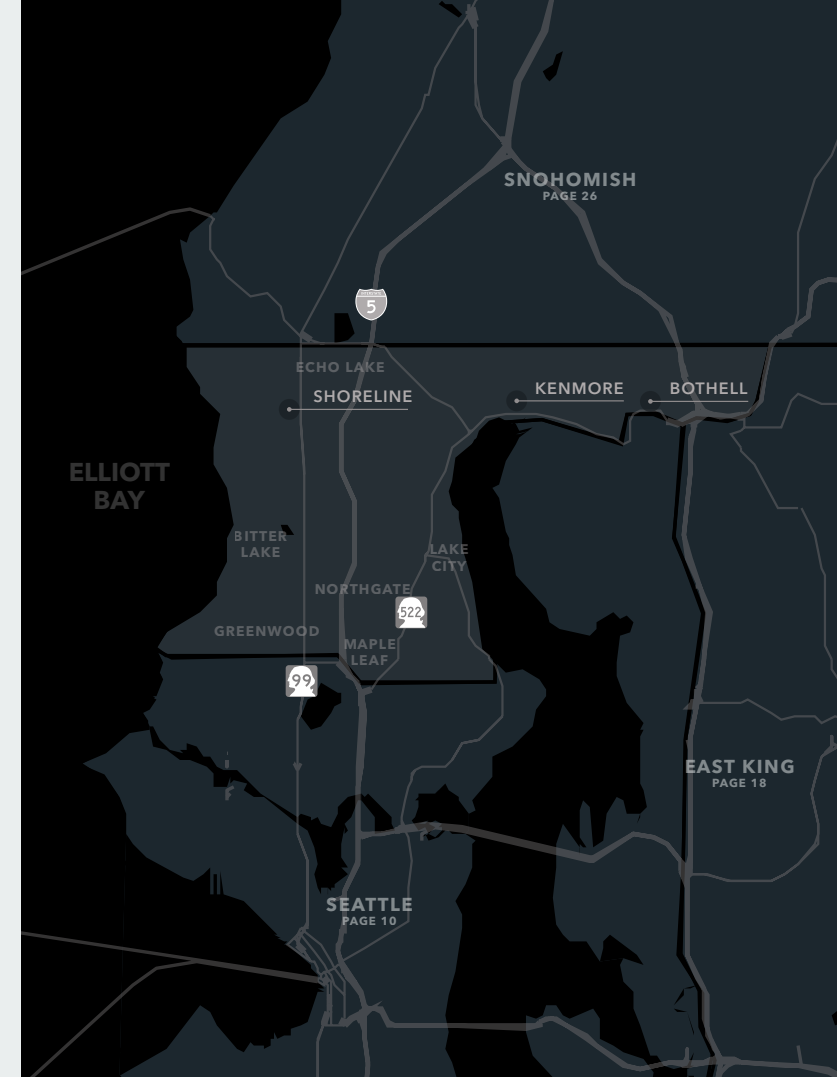 SNOHOMISH
PAGE 26
5
ECHO LAKE
SHORELINE
KENMORE
BOTHELL
ELLIOTT
BAY
BITTER
LAKE
LAKE
CITY
NORTHGATE
522
GREENWOOD
MAPLE
LEAF
99
EAST KING
PAGE 18
SEATTLE
PAGE 10